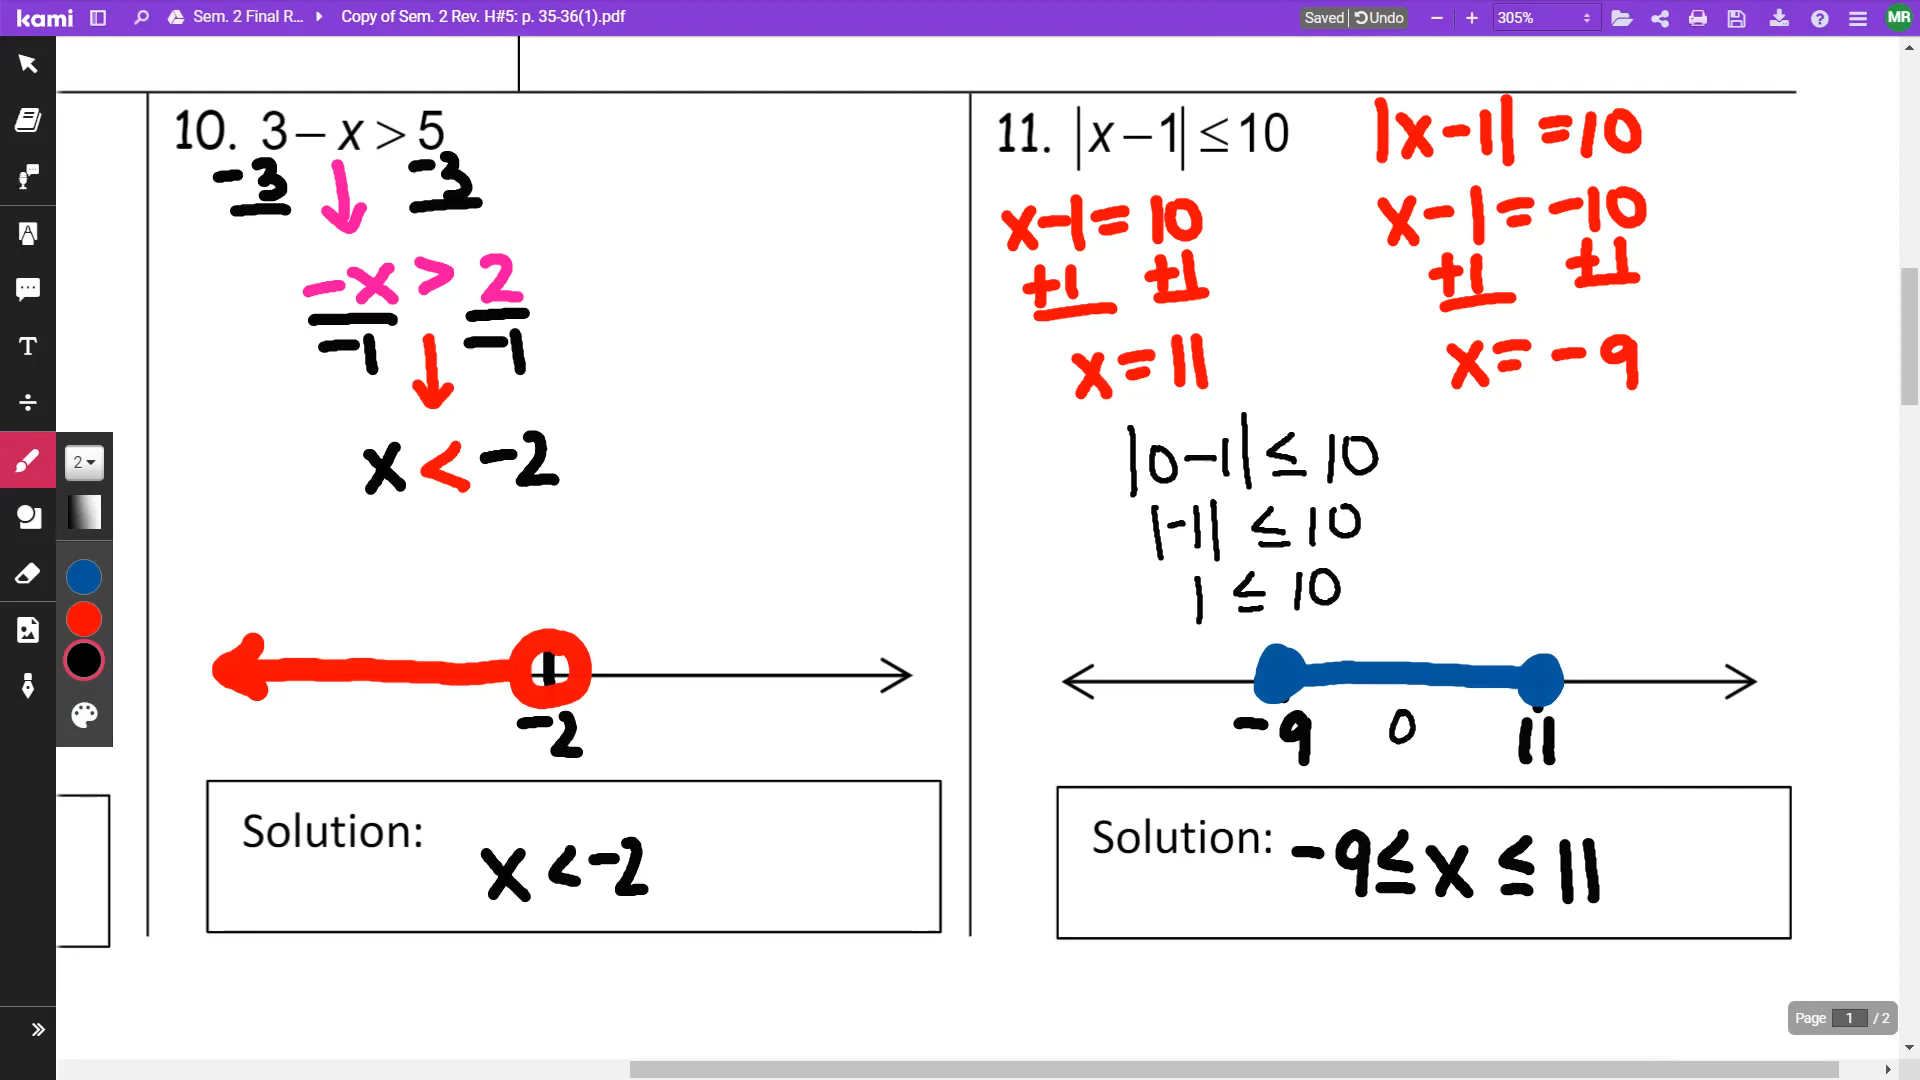 kami Sem. 2 Final R... Copy of Sem. 2 Rev. H#5: p. 35-36(1).pdf Saved Undo 305% MR
10. 3 – x > 5
-3 -3
-x > 2
-1 -1
x < -2
-2
Solution:
x < -2
11. |x – 1| ≤ 10
|x-1| = 10
x-1 = 10
+1 +1
x = 11
x-1 = -10
+1 +1
x = -9
|0-1| ≤ 10
|-1| ≤ 10
1 ≤ 10
-9 0 11
Solution: -9 ≤ x ≤ 11
2
T
Page 1 / 2